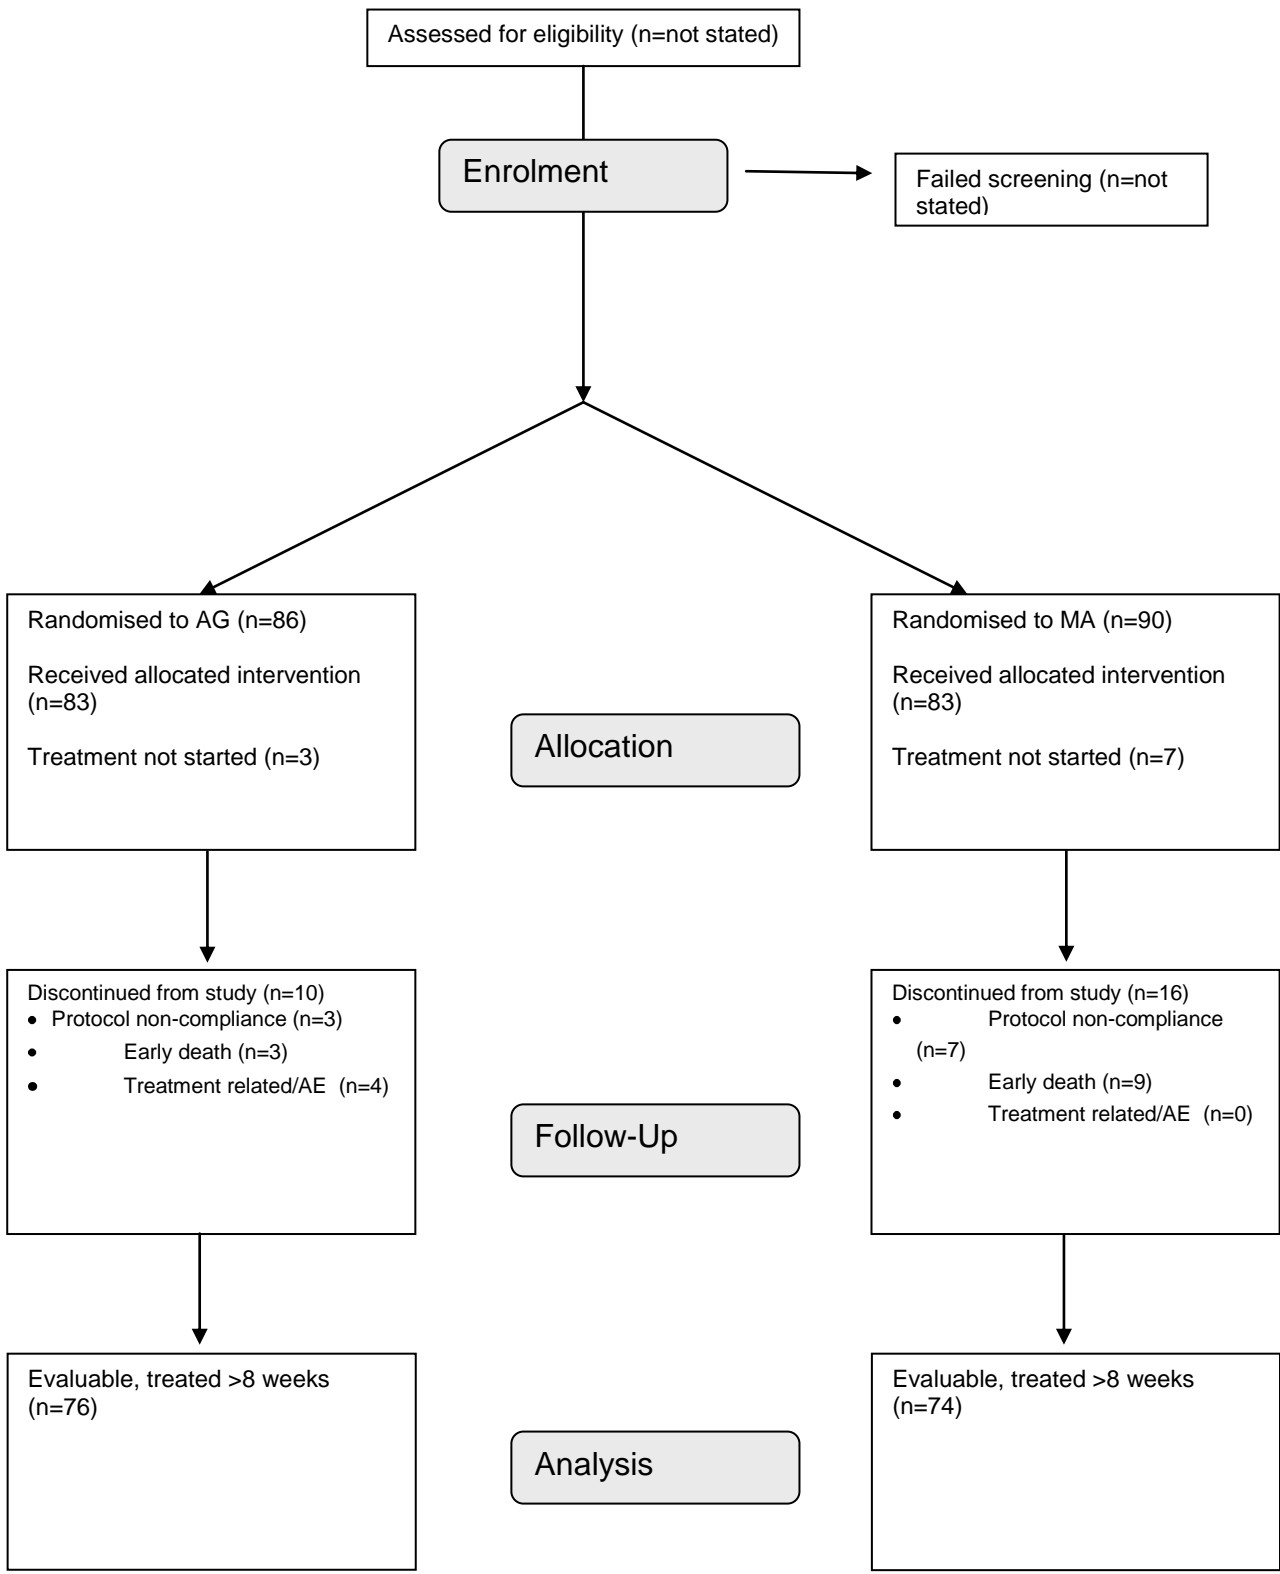 Assessed for eligibility (n=not stated)
Enrolment
Failed screening (n=not
stated)
Randomised to AG (n=86)
Received allocated intervention
(n=83)
Treatment not started (n=3)
Randomised to MA (n=90)
Received allocated intervention
(n=83)
Treatment not started (n=7)
Allocation
Discontinued from study (n=10)
• Protocol non-compliance (n=3)
• Early death (n=3)
• Treatment related/AE (n=4)
Discontinued from study (n=16)
• Protocol non-compliance
(n=7)
• Early death (n=9)
• Treatment related/AE (n=0)
Follow-Up
Evaluable, treated >8 weeks
(n=76)
Evaluable, treated >8 weeks
(n=74)
Analysis